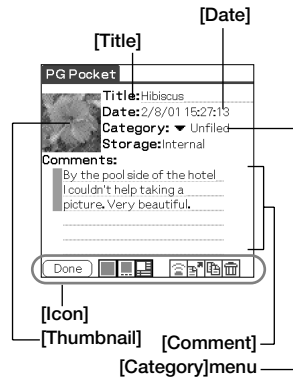 [Date]
[Title]
PG Pocket
Title: Hibiscus
Date: 2/8/01 15:27:13
Category: ▼ Unfiled
Storage: Internal
Comments:
By the pool side of the hotel
I couldn't help taking a
picture. Very beautiful.
Done
[Icon]
[Thumbnail]
[Comment]
[Category]menu